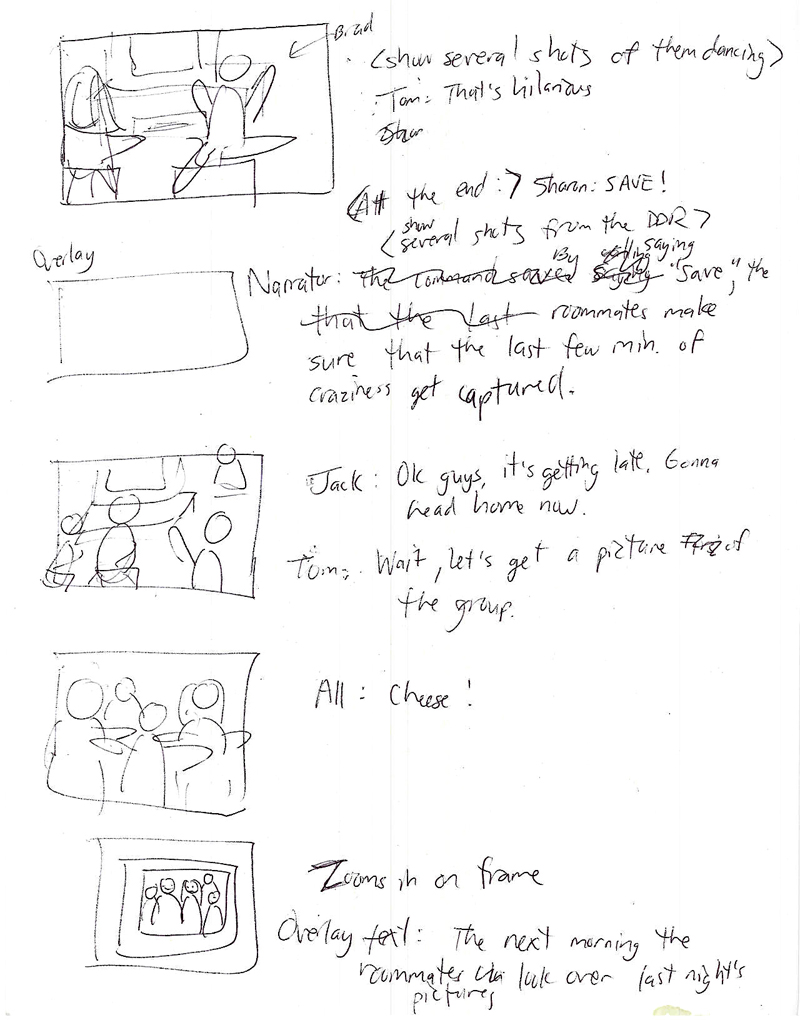 Brad
<show several shots of them dancing>
Tom: That's hilarious
Shar
<At the end:> Sharon: SAVE!
<show several shots from the DDR>
Overlay
Narrator: The command saved By saying "Save," the
that the last roommates make
sure that the last few min. of
craziness get captured.
Jack: Ok guys, it's getting late. Gonna
head home now.
Tom: Wait, let's get a picture of
the group.
All: Cheese!
Zooms in on frame
Overlay text: The next morning the
roommates look over last night's
pictures